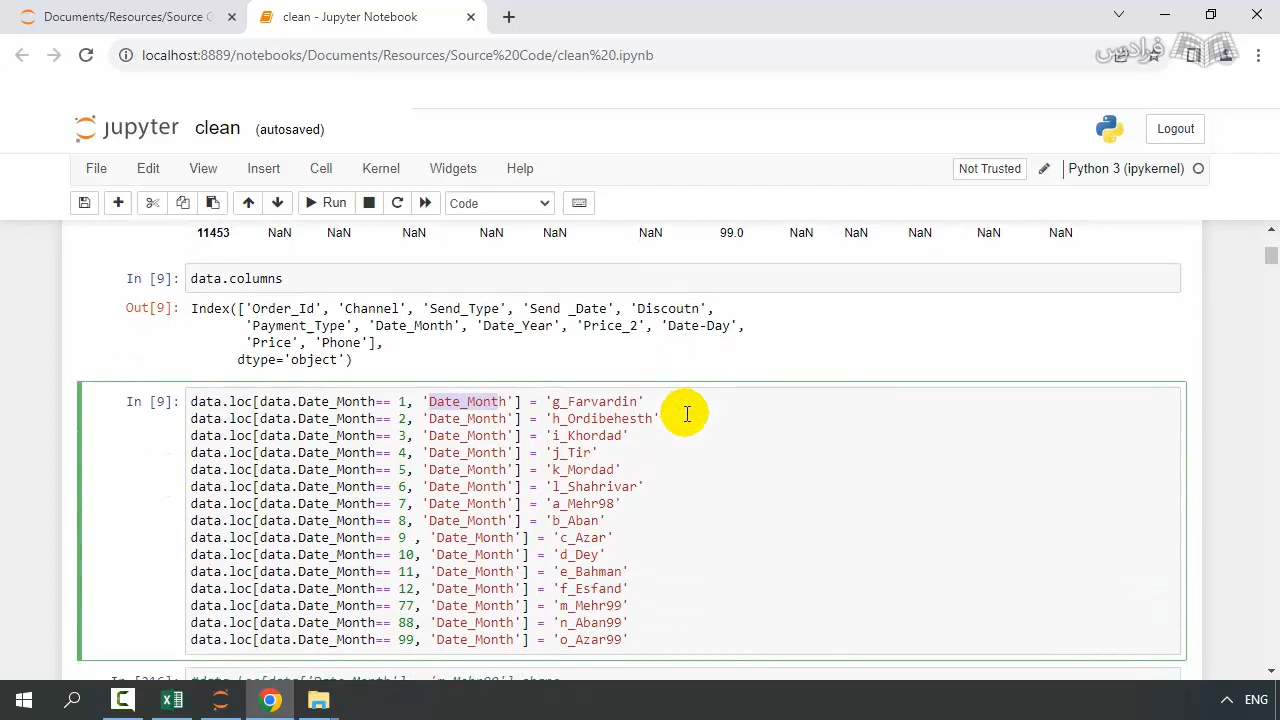 Documents/Resources/Source C
clean - Jupyter Notebook
localhost:8889/notebooks/Documents/Resources/Source%20Code/clean%20.ipynb
فرادرس
jupyter clean (autosaved)
Logout
File Edit View Insert Cell Kernel Widgets Help
Not Trusted
Python 3 (ipykernel)
Run
Code
11453 NaN NaN NaN NaN NaN NaN 99.0 NaN NaN NaN NaN NaN
In [9]: data.columns
Out[9]: Index(['Order_Id', 'Channel', 'Send_Type', 'Send _Date', 'Discoutn',
'Payment_Type', 'Date_Month', 'Date_Year', 'Price_2', 'Date-Day',
'Price', 'Phone'],
dtype='object')
In [9]: data.loc[data.Date_Month== 1, 'Date_Month'] = 'g_Farvardin'
data.loc[data.Date_Month== 2, 'Date_Month'] = 'h_Ordibehesth'
data.loc[data.Date_Month== 3, 'Date_Month'] = 'i_Khordad'
data.loc[data.Date_Month== 4, 'Date_Month'] = 'j_Tir'
data.loc[data.Date_Month== 5, 'Date_Month'] = 'k_Mordad'
data.loc[data.Date_Month== 6, 'Date_Month'] = 'l_Shahrivar'
data.loc[data.Date_Month== 7, 'Date_Month'] = 'a_Mehr98'
data.loc[data.Date_Month== 8, 'Date_Month'] = 'b_Aban'
data.loc[data.Date_Month== 9 , 'Date_Month'] = 'c_Azar'
data.loc[data.Date_Month== 10, 'Date_Month'] = 'd_Dey'
data.loc[data.Date_Month== 11, 'Date_Month'] = 'e_Bahman'
data.loc[data.Date_Month== 12, 'Date_Month'] = 'f_Esfand'
data.loc[data.Date_Month== 77, 'Date_Month'] = 'm_Mehr99'
data.loc[data.Date_Month== 88, 'Date_Month'] = 'n_Aban99'
data.loc[data.Date_Month== 99, 'Date_Month'] = 'o_Azar99'
ENG